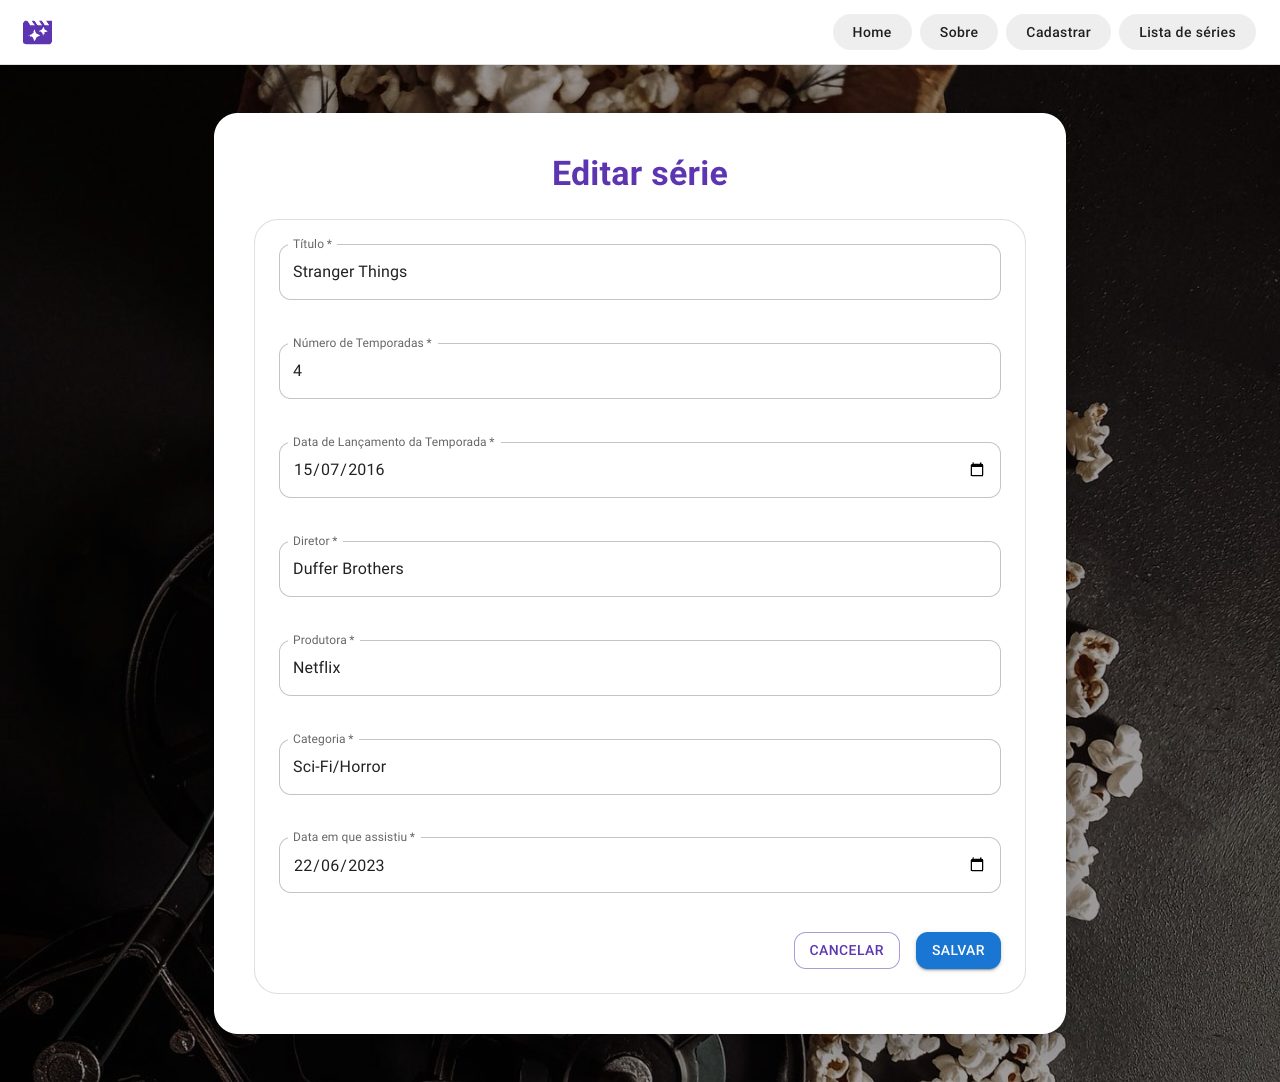 Home Sobre Cadastrar Lista de séries
Editar série
Título *
Stranger Things
Número de Temporadas *
4
Data de Lançamento da Temporada *
15/07/2016
Diretor *
Duffer Brothers
Produtora *
Netflix
Categoria *
Sci-Fi/Horror
Data em que assistiu *
22/06/2023
CANCELAR SALVAR